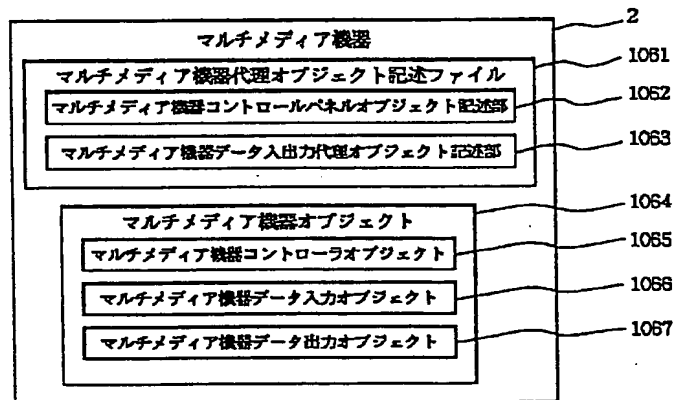 マルチメディア機器
2
マルチメディア機器代理オブジェクト記述ファイル
1061
マルチメディア機器コントロールパネルオブジェクト記述部
1062
マルチメディア機器データ入出力代理オブジェクト記述部
1063
マルチメディア機器オブジェクト
1064
マルチメディア機器コントローラオブジェクト
1065
マルチメディア機器データ入力オブジェクト
1066
マルチメディア機器データ出力オブジェクト
1067